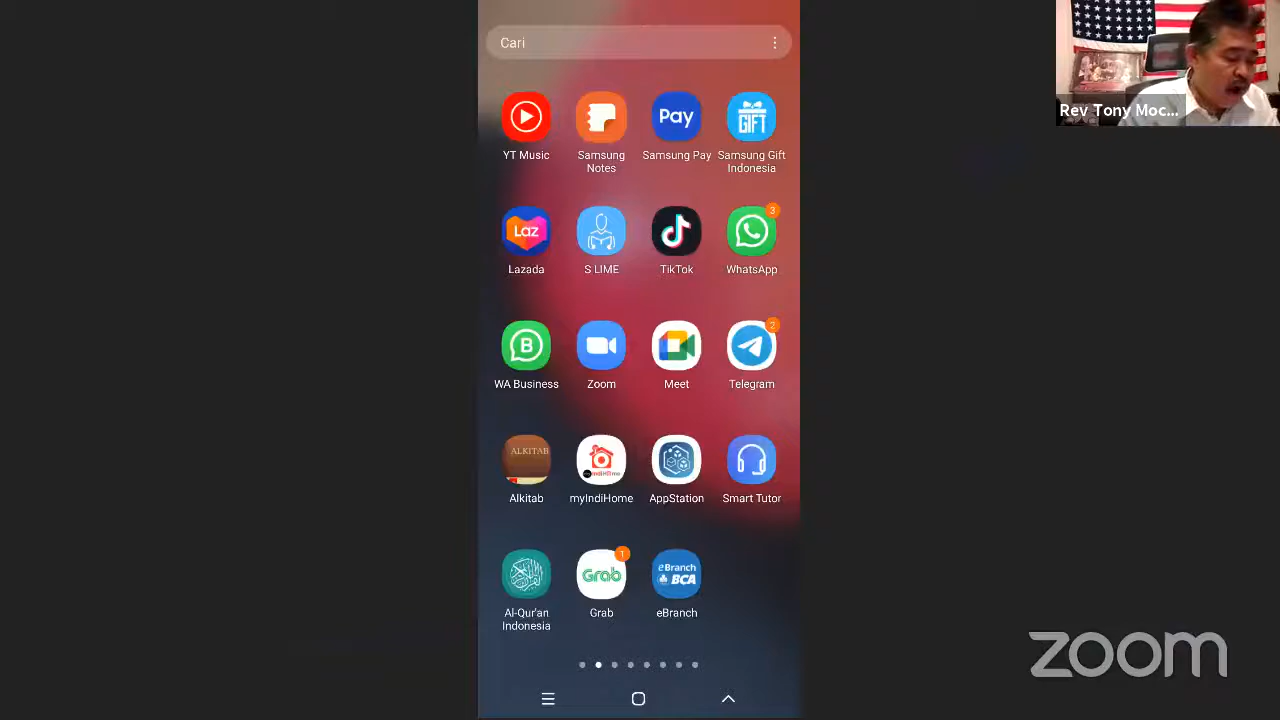 Cari
Rev Tony Moc...
Pay
GIFT
YT Music
Samsung
Notes
Samsung Pay
Samsung Gift
Indonesia
Laz
3
Lazada
S LIME
TikTok
WhatsApp
B
2
WA Business
Zoom
Meet
Telegram
ALKITAB
myIndiHome
Alkitab
myIndiHome
AppStation
Smart Tutor
1
Grab
eBranch
BCA
Al-Qur'an
Indonesia
Grab
eBranch
zoom